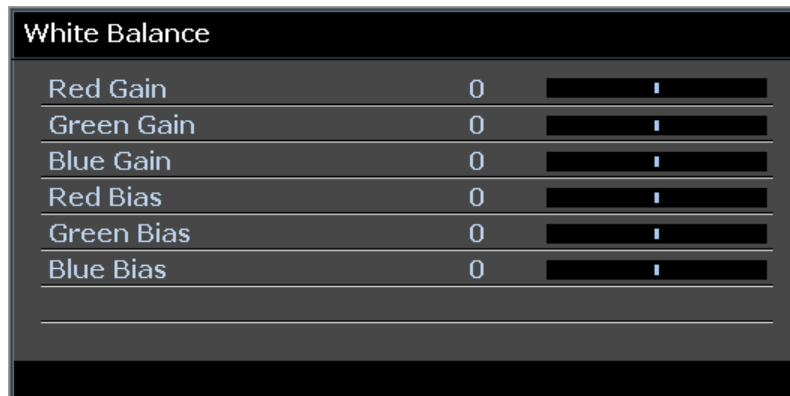 White Balance
Red Gain 0
Green Gain 0
Blue Gain 0
Red Bias 0
Green Bias 0
Blue Bias 0